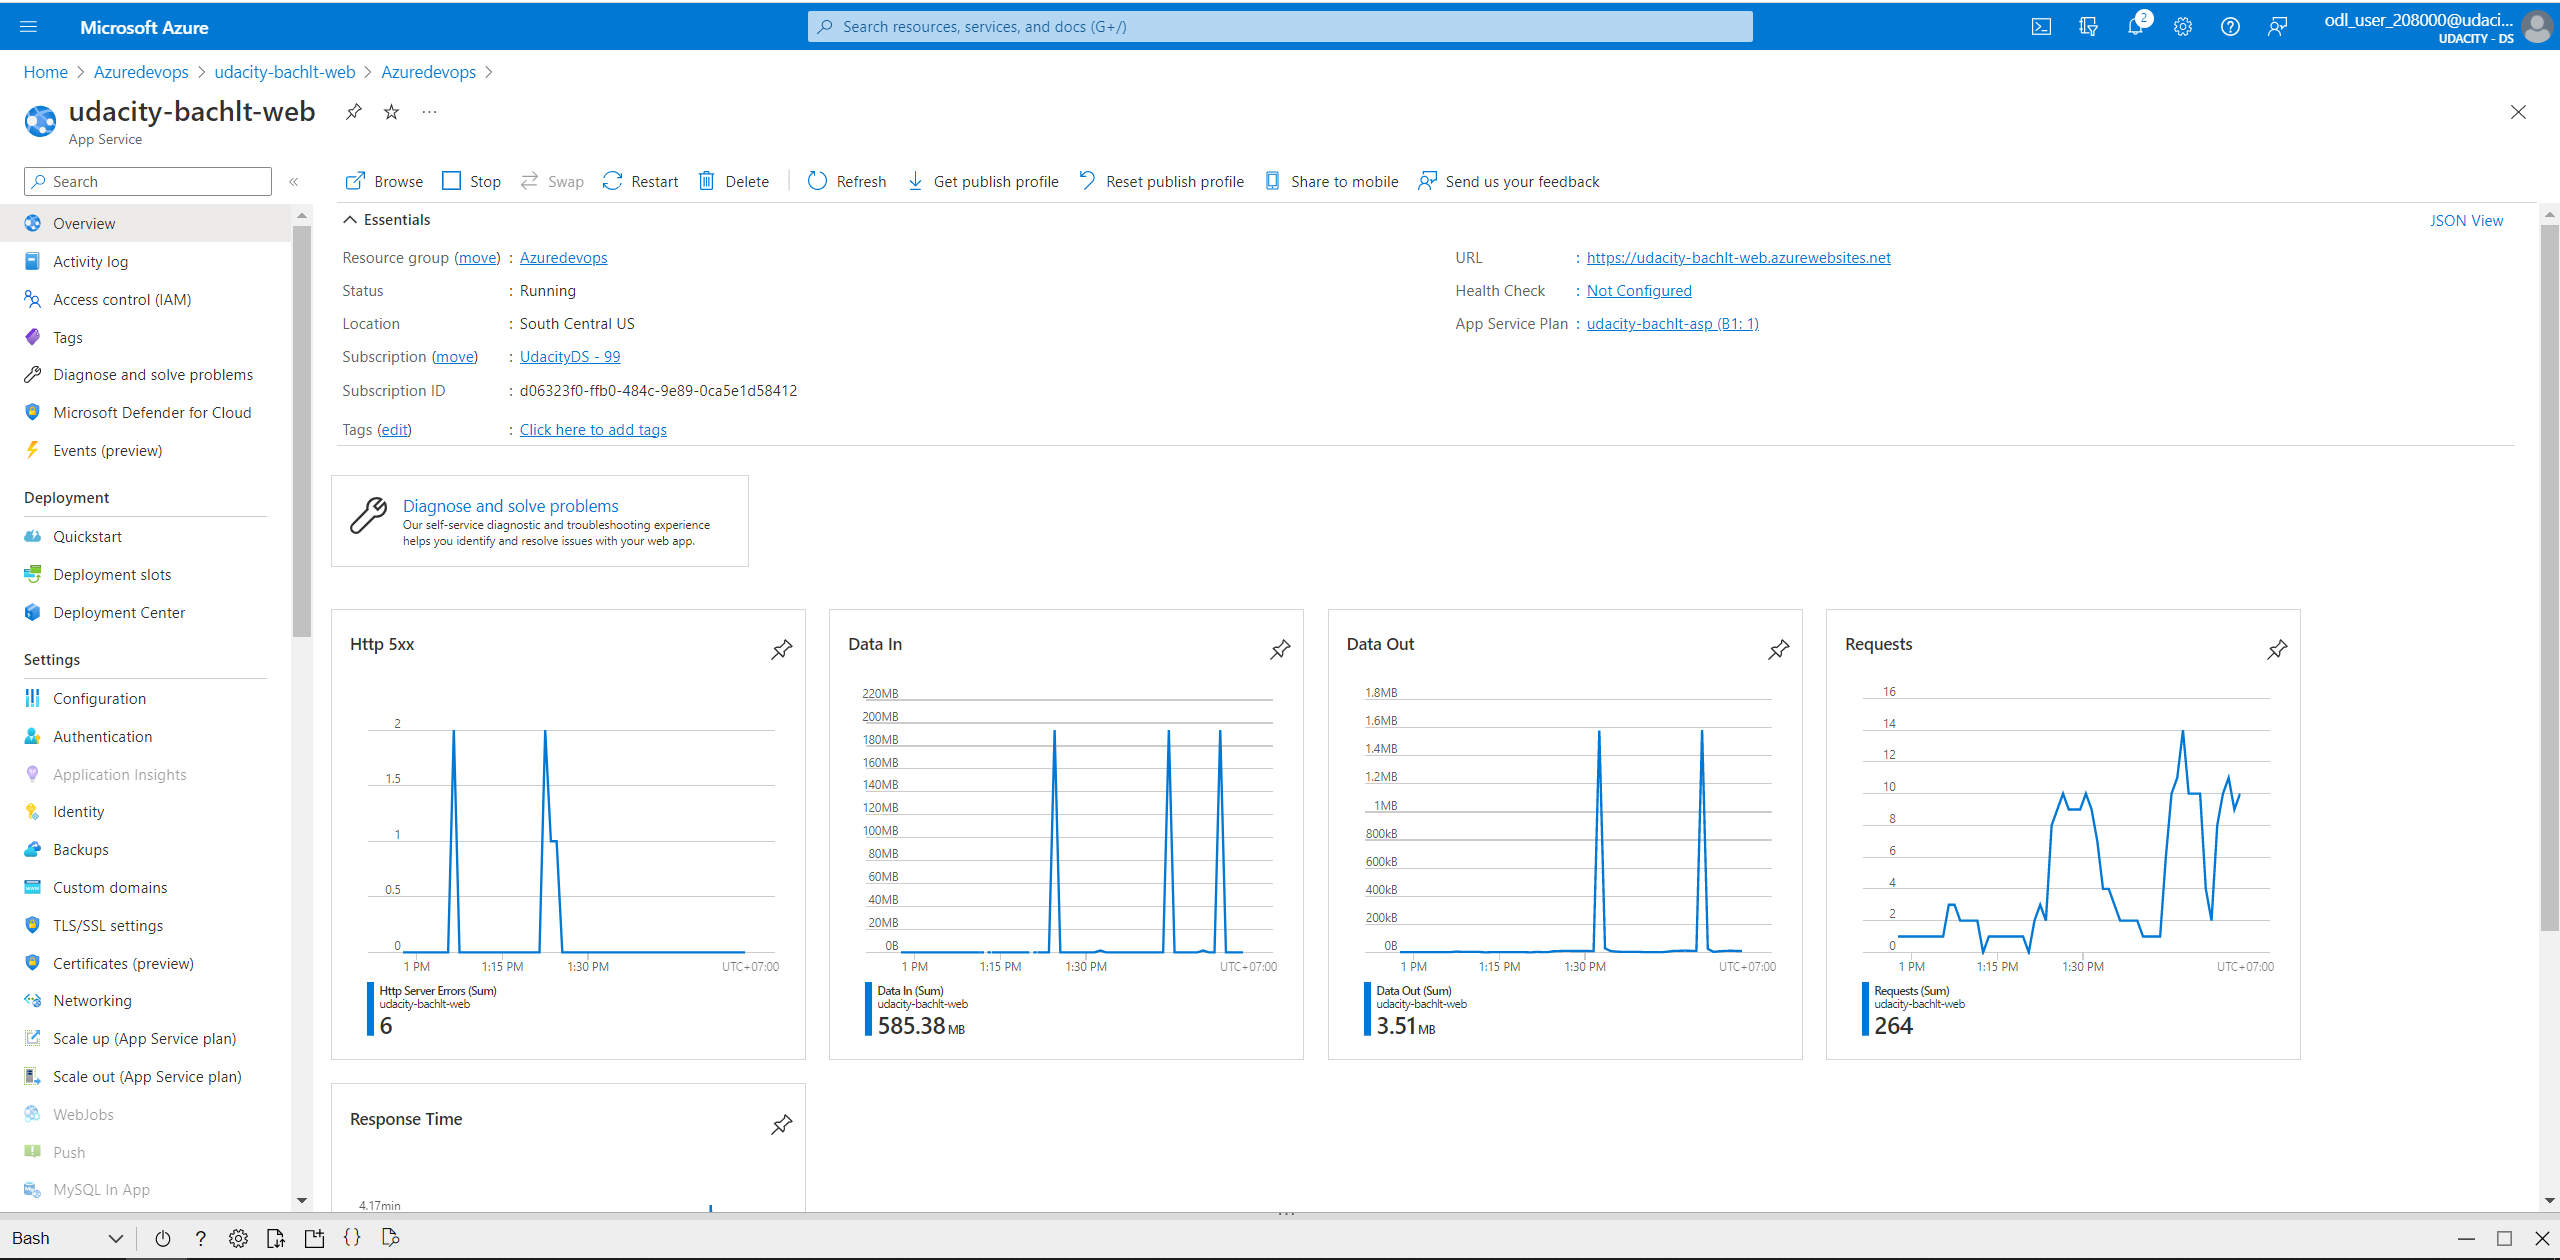 Microsoft Azure
Search resources, services, and docs (G+/)
2
odl_user_208000@udaci...
UDACITY - DS
Home > Azuredevops > udacity-bachlt-web > Azuredevops >
udacity-bachlt-web
...
App Service
Search
«
Browse Stop Swap Restart Delete Refresh Get publish profile Reset publish profile Share to mobile Send us your feedback
Overview
Activity log
Access control (IAM)
Tags
Diagnose and solve problems
Microsoft Defender for Cloud
Events (preview)
Deployment
Quickstart
Deployment slots
Deployment Center
Settings
Configuration
Authentication
Application Insights
Identity
Backups
Custom domains
TLS/SSL settings
Certificates (preview)
Networking
Scale up (App Service plan)
Scale out (App Service plan)
WebJobs
Push
MySQL In App
Essentials
JSON View
Resource group (move) : Azuredevops
Status : Running
Location : South Central US
Subscription (move) : UdacityDS - 99
Subscription ID : d06323f0-ffb0-484c-9e89-0ca5e1d58412
Tags (edit) : Click here to add tags
URL : https://udacity-bachlt-web.azurewebsites.net
Health Check : Not Configured
App Service Plan : udacity-bachlt-asp (B1: 1)
Diagnose and solve problems
Our self-service diagnostic and troubleshooting experience
helps you identify and resolve issues with your web app.
Http 5xx
2
1.5
1
0.5
0
1 PM 1:15 PM 1:30 PM UTC+07:00
Http Server Errors (Sum)
udacity-bachlt-web
6
Data In
220MB
200MB
180MB
160MB
140MB
120MB
100MB
80MB
60MB
40MB
20MB
0B
1 PM 1:15 PM 1:30 PM UTC+07:00
Data In (Sum)
udacity-bachlt-web
585.38 MB
Data Out
1.8MB
1.6MB
1.4MB
1.2MB
1MB
800kB
600kB
400kB
200kB
0B
1 PM 1:15 PM 1:30 PM UTC+07:00
Data Out (Sum)
udacity-bachlt-web
3.51 MB
Requests
16
14
12
10
8
6
4
2
0
1 PM 1:15 PM 1:30 PM UTC+07:00
Requests (Sum)
udacity-bachlt-web
264
Response Time
4.17min
...
Bash
? {}